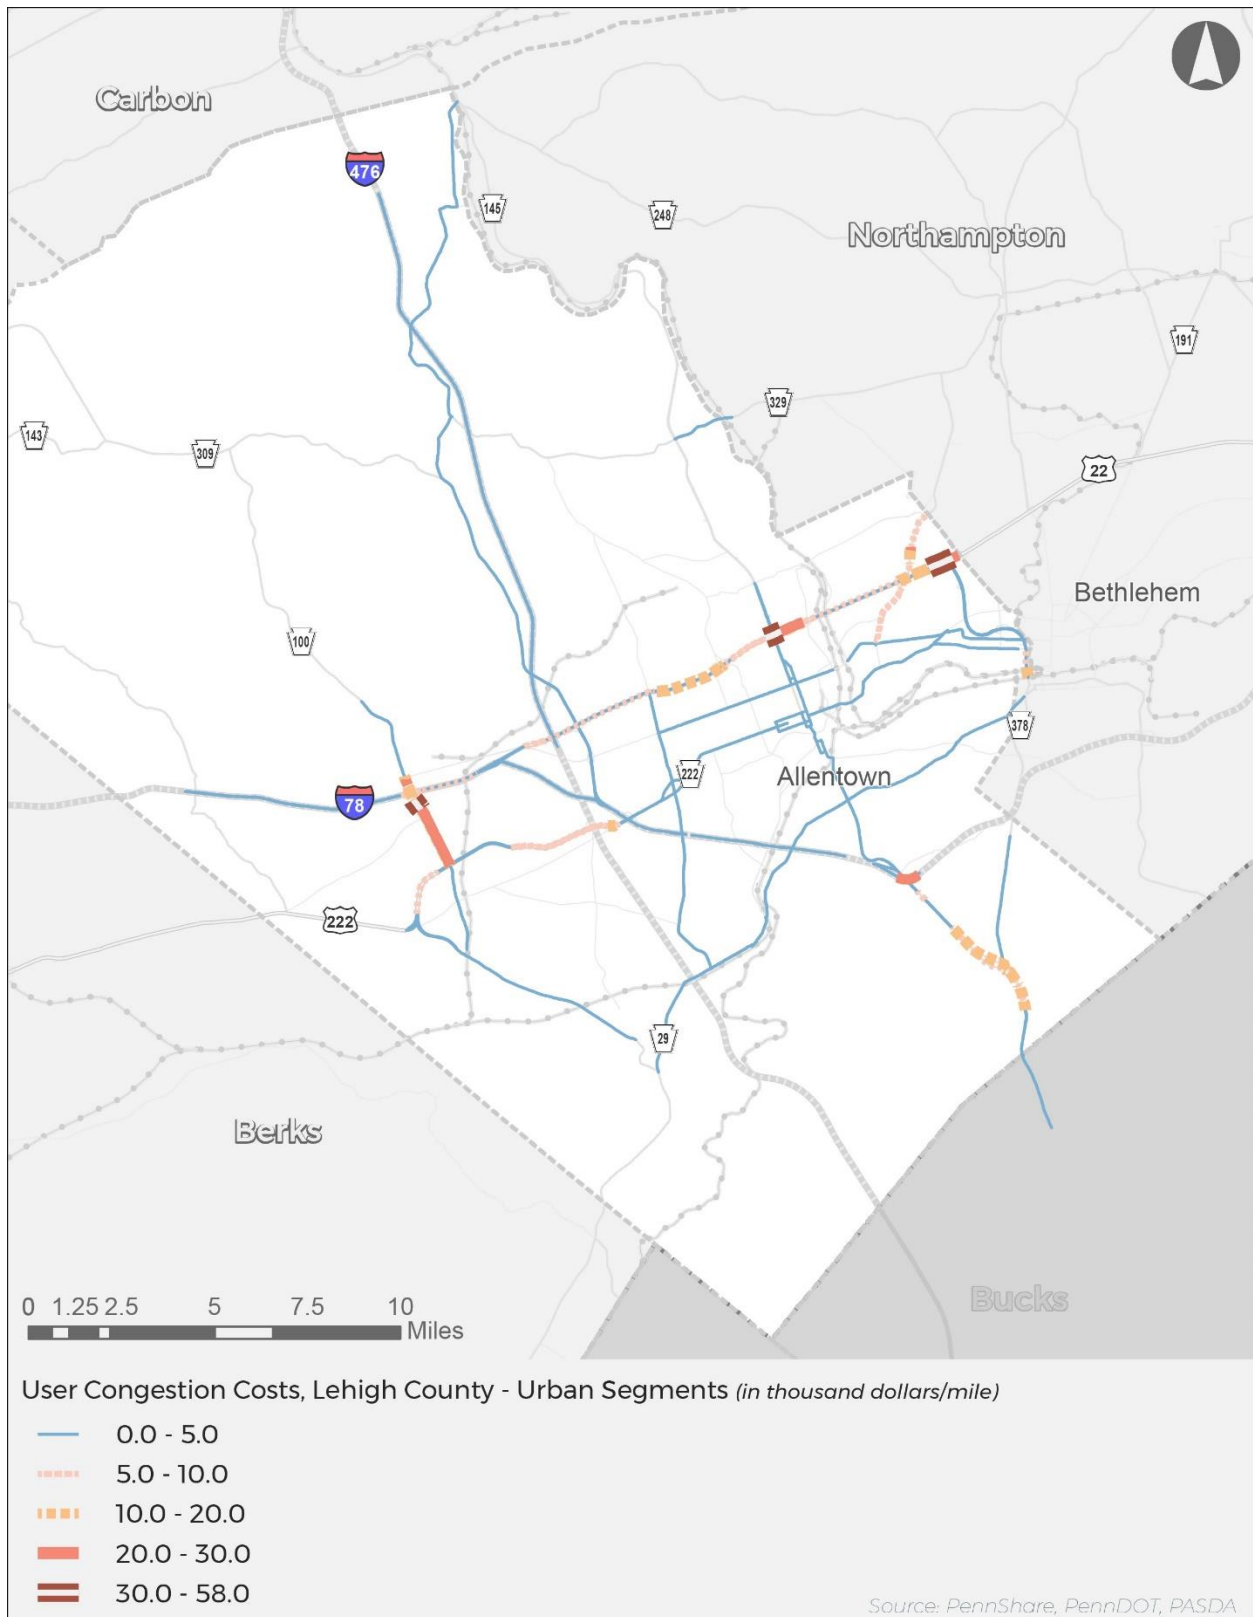 Carbon
476
145
248
Northampton
191
329
143
309
22
Bethlehem
100
378
222
Allentown
78
222
29
Berks
Bucks
0 1.25 2.5 5 7.5 10
Miles
User Congestion Costs, Lehigh County - Urban Segments (in thousand dollars/mile)
0.0 - 5.0
5.0 - 10.0
10.0 - 20.0
20.0 - 30.0
30.0 - 58.0
Source: PennShare, PennDOT, PASDA